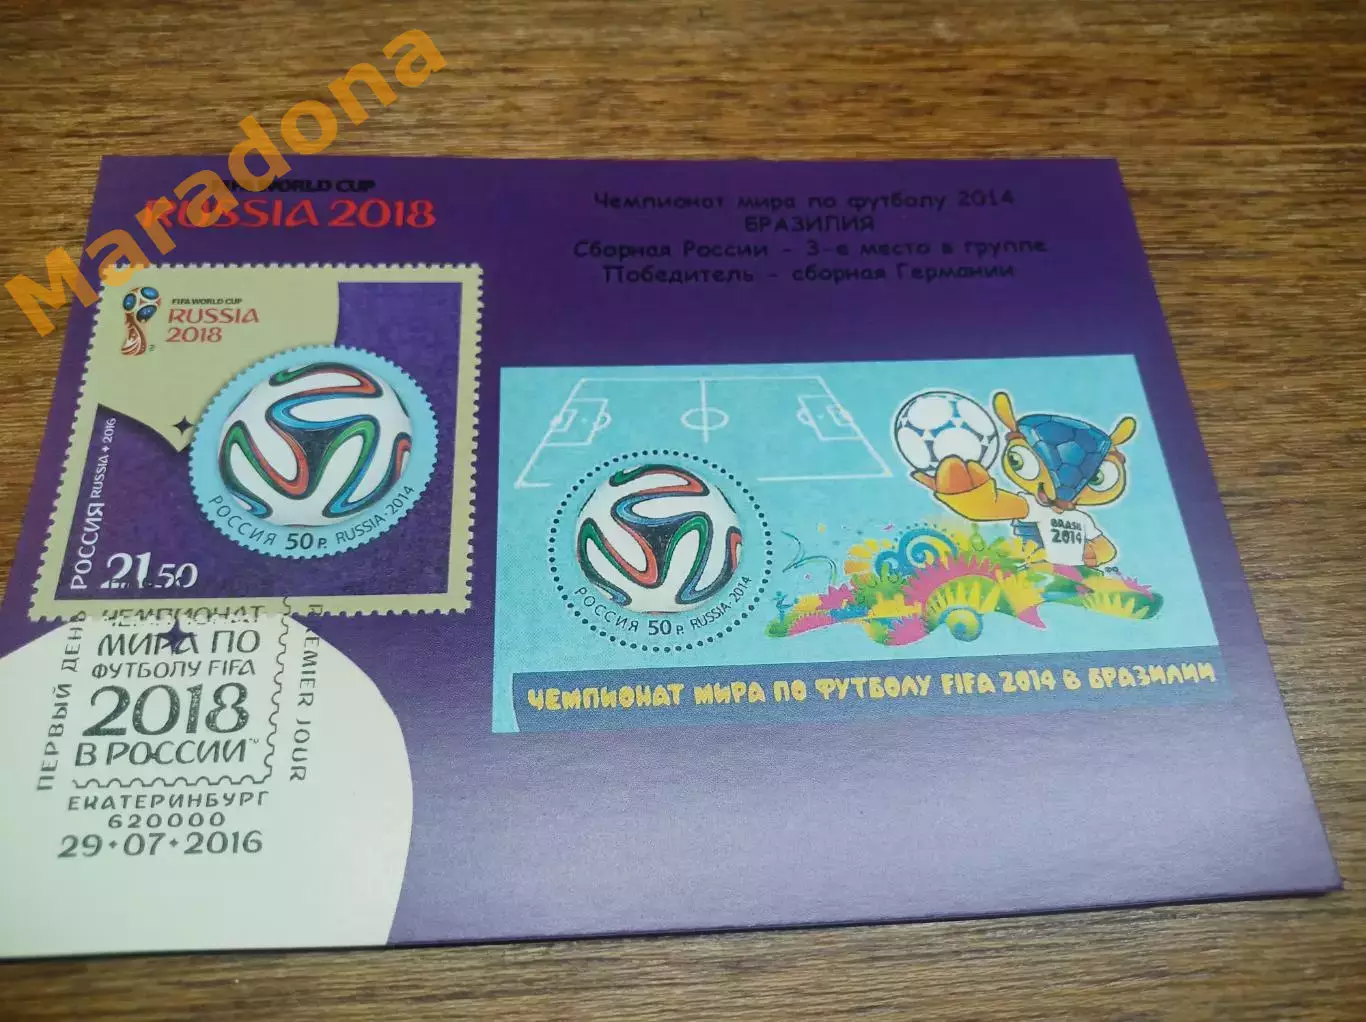 Maradona
FIFA WORLD CUP
RUSSIA 2018
Чемпионат мира по футболу 2014
БРАЗИЛИЯ
Сборная России - 3-е место в группе
Победитель - сборная Германии
FIFA WORLD CUP
RUSSIA
2018
РОССИЯ RUSSIA • 2016
21.50
РОССИЯ 50 Р. RUSSIA•2014
BRASIL
2014
РОССИЯ 50 Р. RUSSIA•2014
ЧЕМПИОНАТ МИРА ПО ФУТБОЛУ FIFA 2014 В БРАЗИЛИИ
ПЕРВЫЙ ДЕНЬ
PREMIER JOUR
ЧЕМПИОНАТ
МИРА ПО
ФУТБОЛУ FIFA
2018
В РОССИИ™
ЕКАТЕРИНБУРГ
620000
29•07•2016